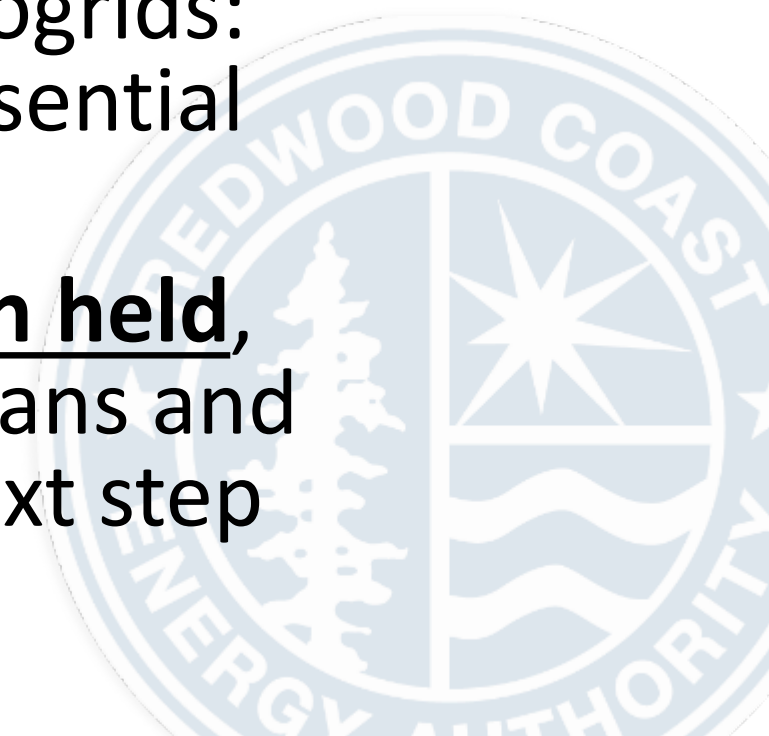 ogrids:
sential
n held,
ans and
xt step
REDWOOD COAST
ENERGY AUTHORITY